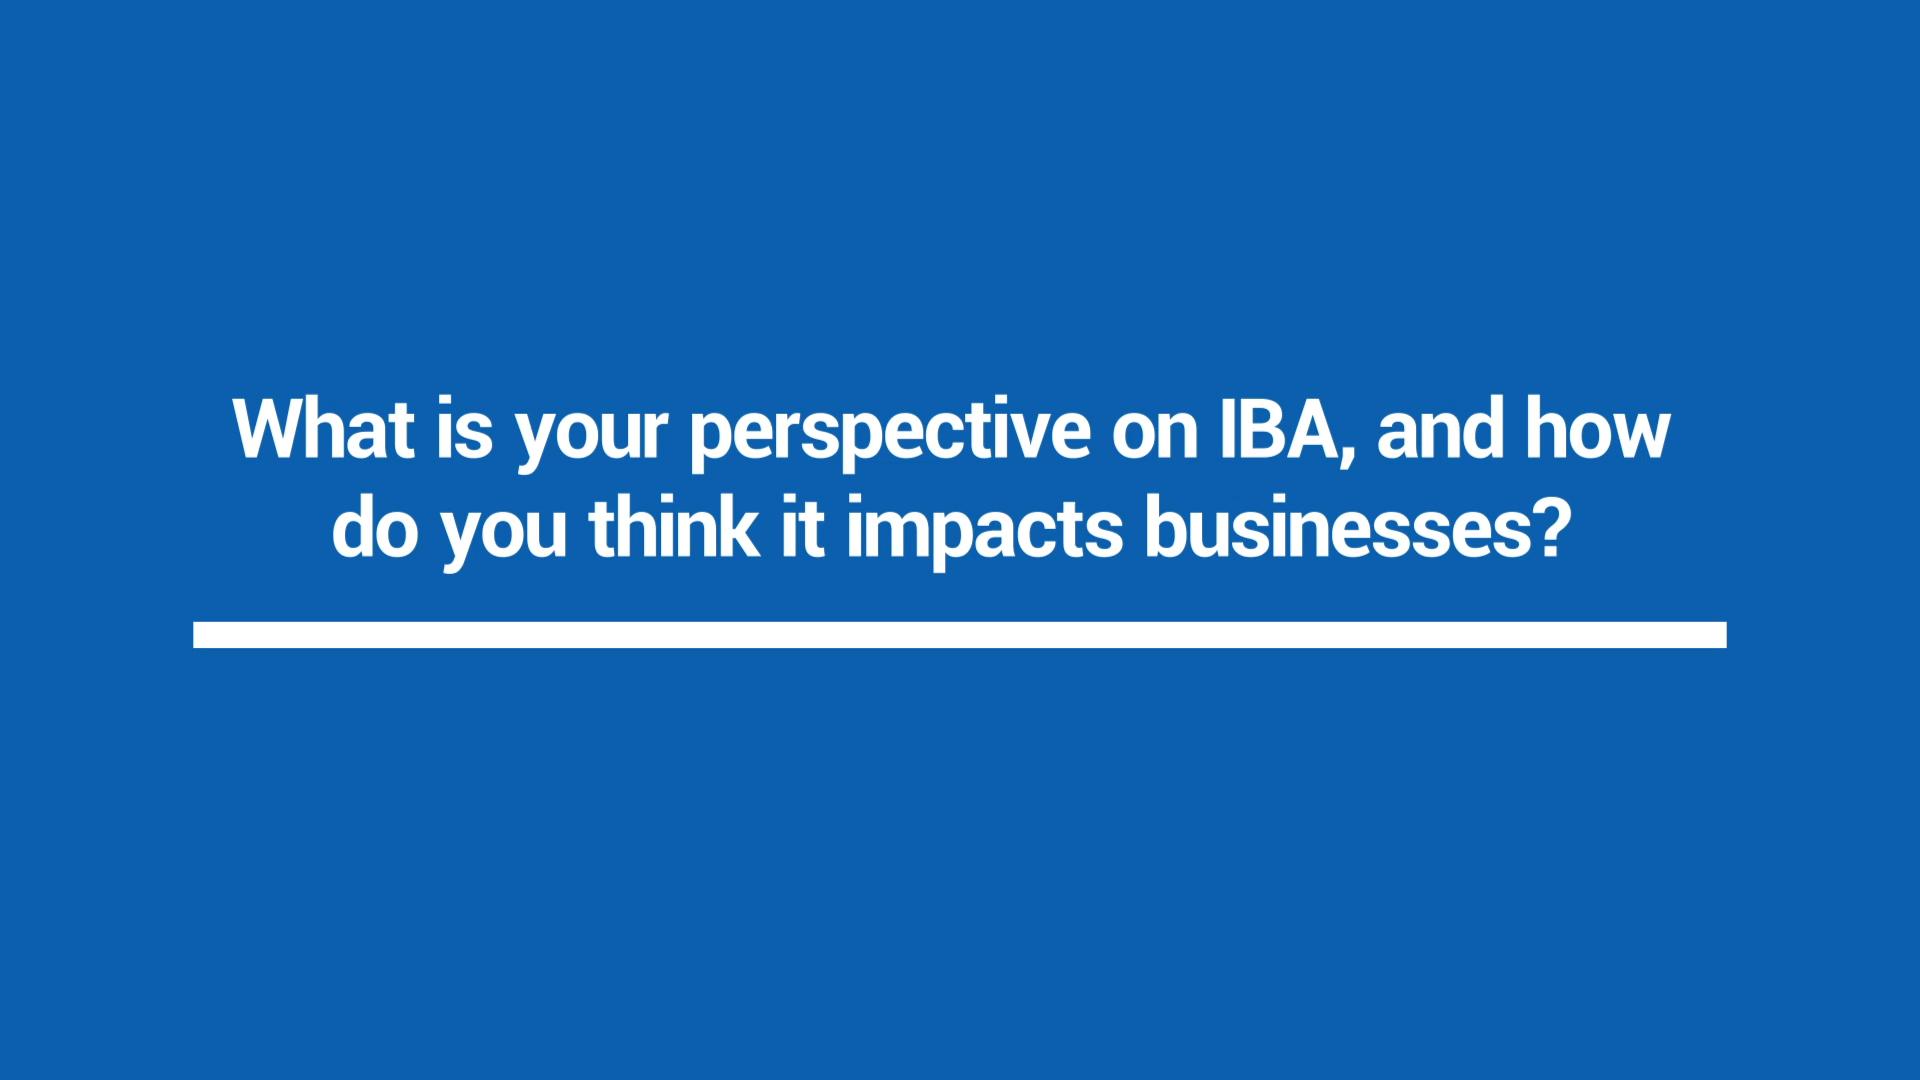 What is your perspective on IBA, and how
do you think it impacts businesses?